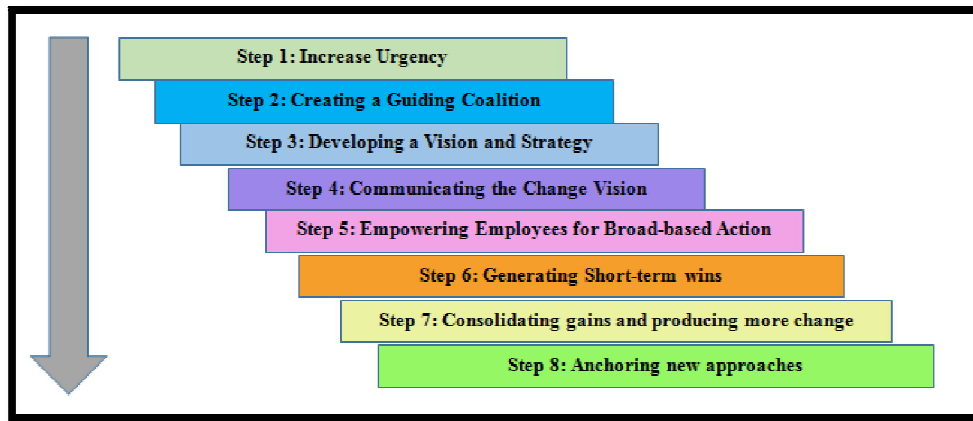 Step 1: Increase Urgency
Step 2: Creating a Guiding Coalition
Step 3: Developing a Vision and Strategy
Step 4: Communicating the Change Vision
Step 5: Empowering Employees for Broad-based Action
Step 6: Generating Short-term wins
Step 7: Consolidating gains and producing more change
Step 8: Anchoring new approaches